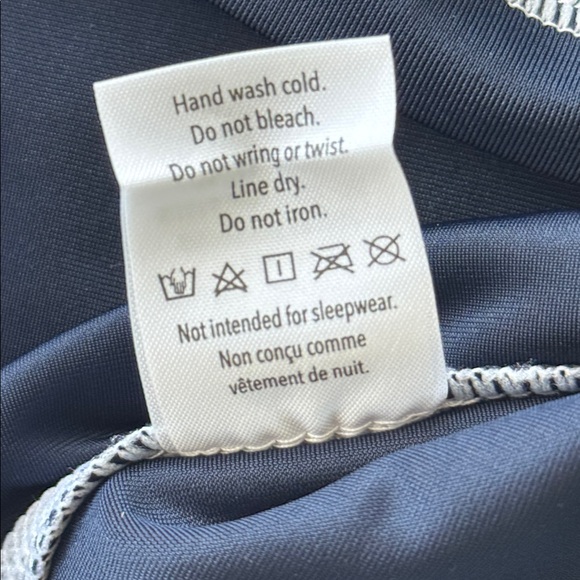 Hand wash cold.
Do not bleach.
Do not wring or twist.
Line dry.
Do not iron.
Not intended for sleepwear.
Non conçu comme
vêtement de nuit.